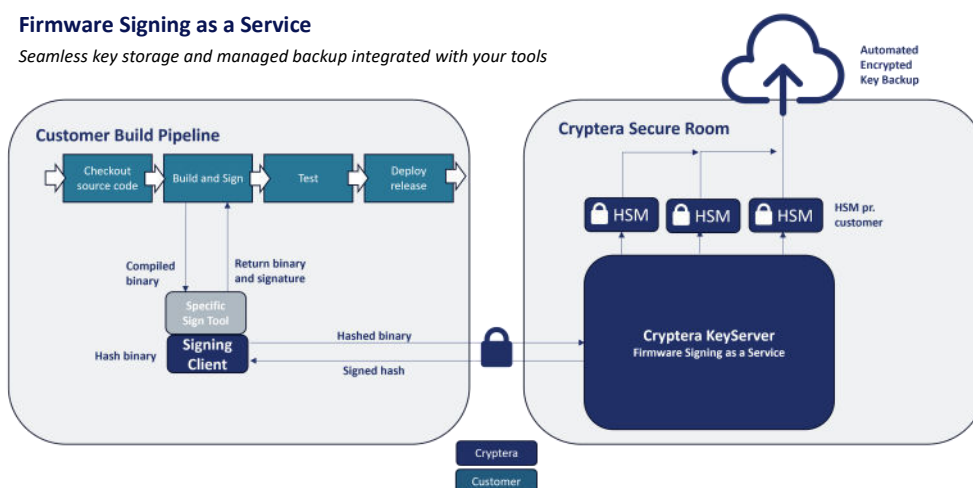 Firmware Signing as a Service
Seamless key storage and managed backup integrated with your tools
Automated
Encrypted
Key Backup
Customer Build Pipeline
Checkout
source code
Build and Sign
Test
Deploy
release
Compiled
binary
Return binary
and signature
Specific
Sign Tool
Hash binary
Signing
Client
Hashed binary
Signed hash
Cryptera Secure Room
HSM
HSM
HSM
HSM pr.
customer
Cryptera KeyServer
Firmware Signing as a Service
Cryptera
Customer